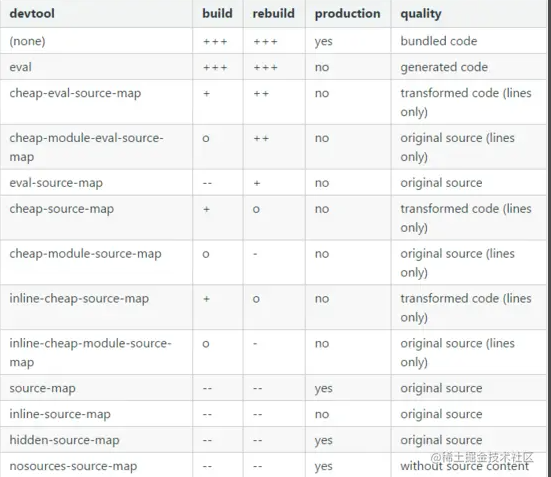 devtool build rebuild production quality
(none) +++ +++ yes bundled code
eval +++ +++ no generated code
cheap-eval-source-map + ++ no transformed code (lines
only)
cheap-module-eval-source- o ++ no original source (lines
map only)
eval-source-map -- + no original source
cheap-source-map + o no transformed code (lines
only)
cheap-module-source-map o - no original source (lines
only)
inline-cheap-source-map + o no transformed code (lines
only)
inline-cheap-module-source- o - no original source (lines
map only)
source-map -- -- yes original source
inline-source-map -- -- no original source
hidden-source-map -- -- yes original source
nosources-source-map -- -- yes without source content
@稀土掘金技术社区